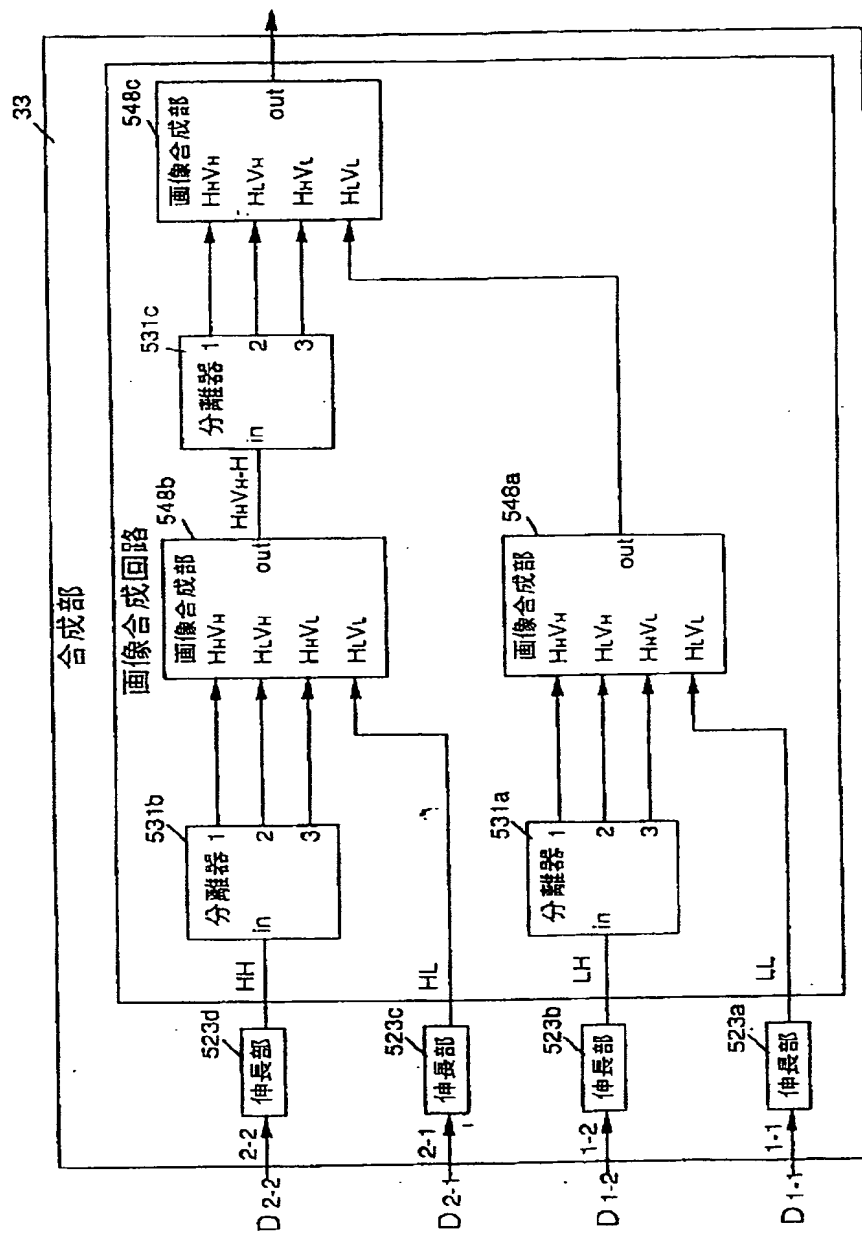 合成部
33
画像合成回路
548c
画像合成部
HHVH
HLVH
HHVL
HLVL
out
531c
分離器
in
1
2
3
HHVH-H
548b
画像合成部
HHVH
HLVH
HHVL
HLVL
out
548a
画像合成部
HHVH
HLVH
HHVL
HLVL
out
531b
分離器
in
1
2
3
531a
分離器
in
1
2
3
HH
HL
LH
LL
523d
伸長部
523c
伸長部
523b
伸長部
523a
伸長部
2-2
2-1
1-2
1-1
D2-2
D2-1
D1-2
D1-1